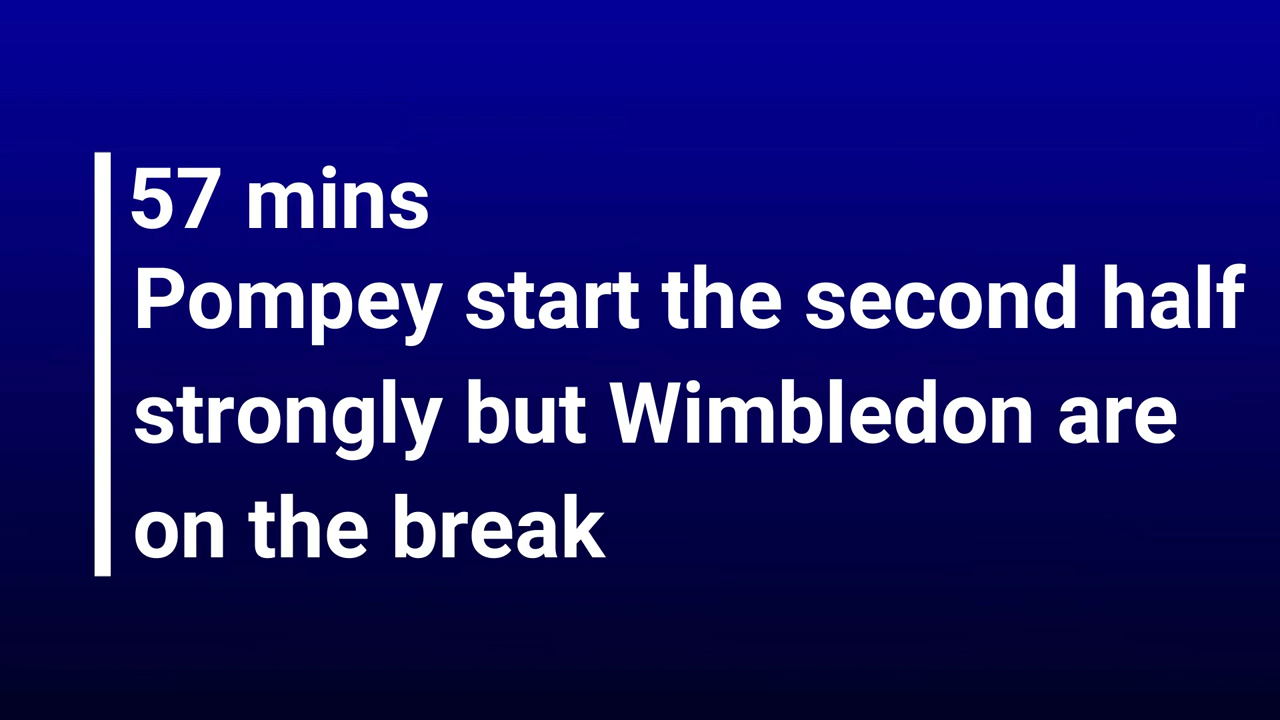 57 mins
Pompey start the second half
strongly but Wimbledon are
on the break